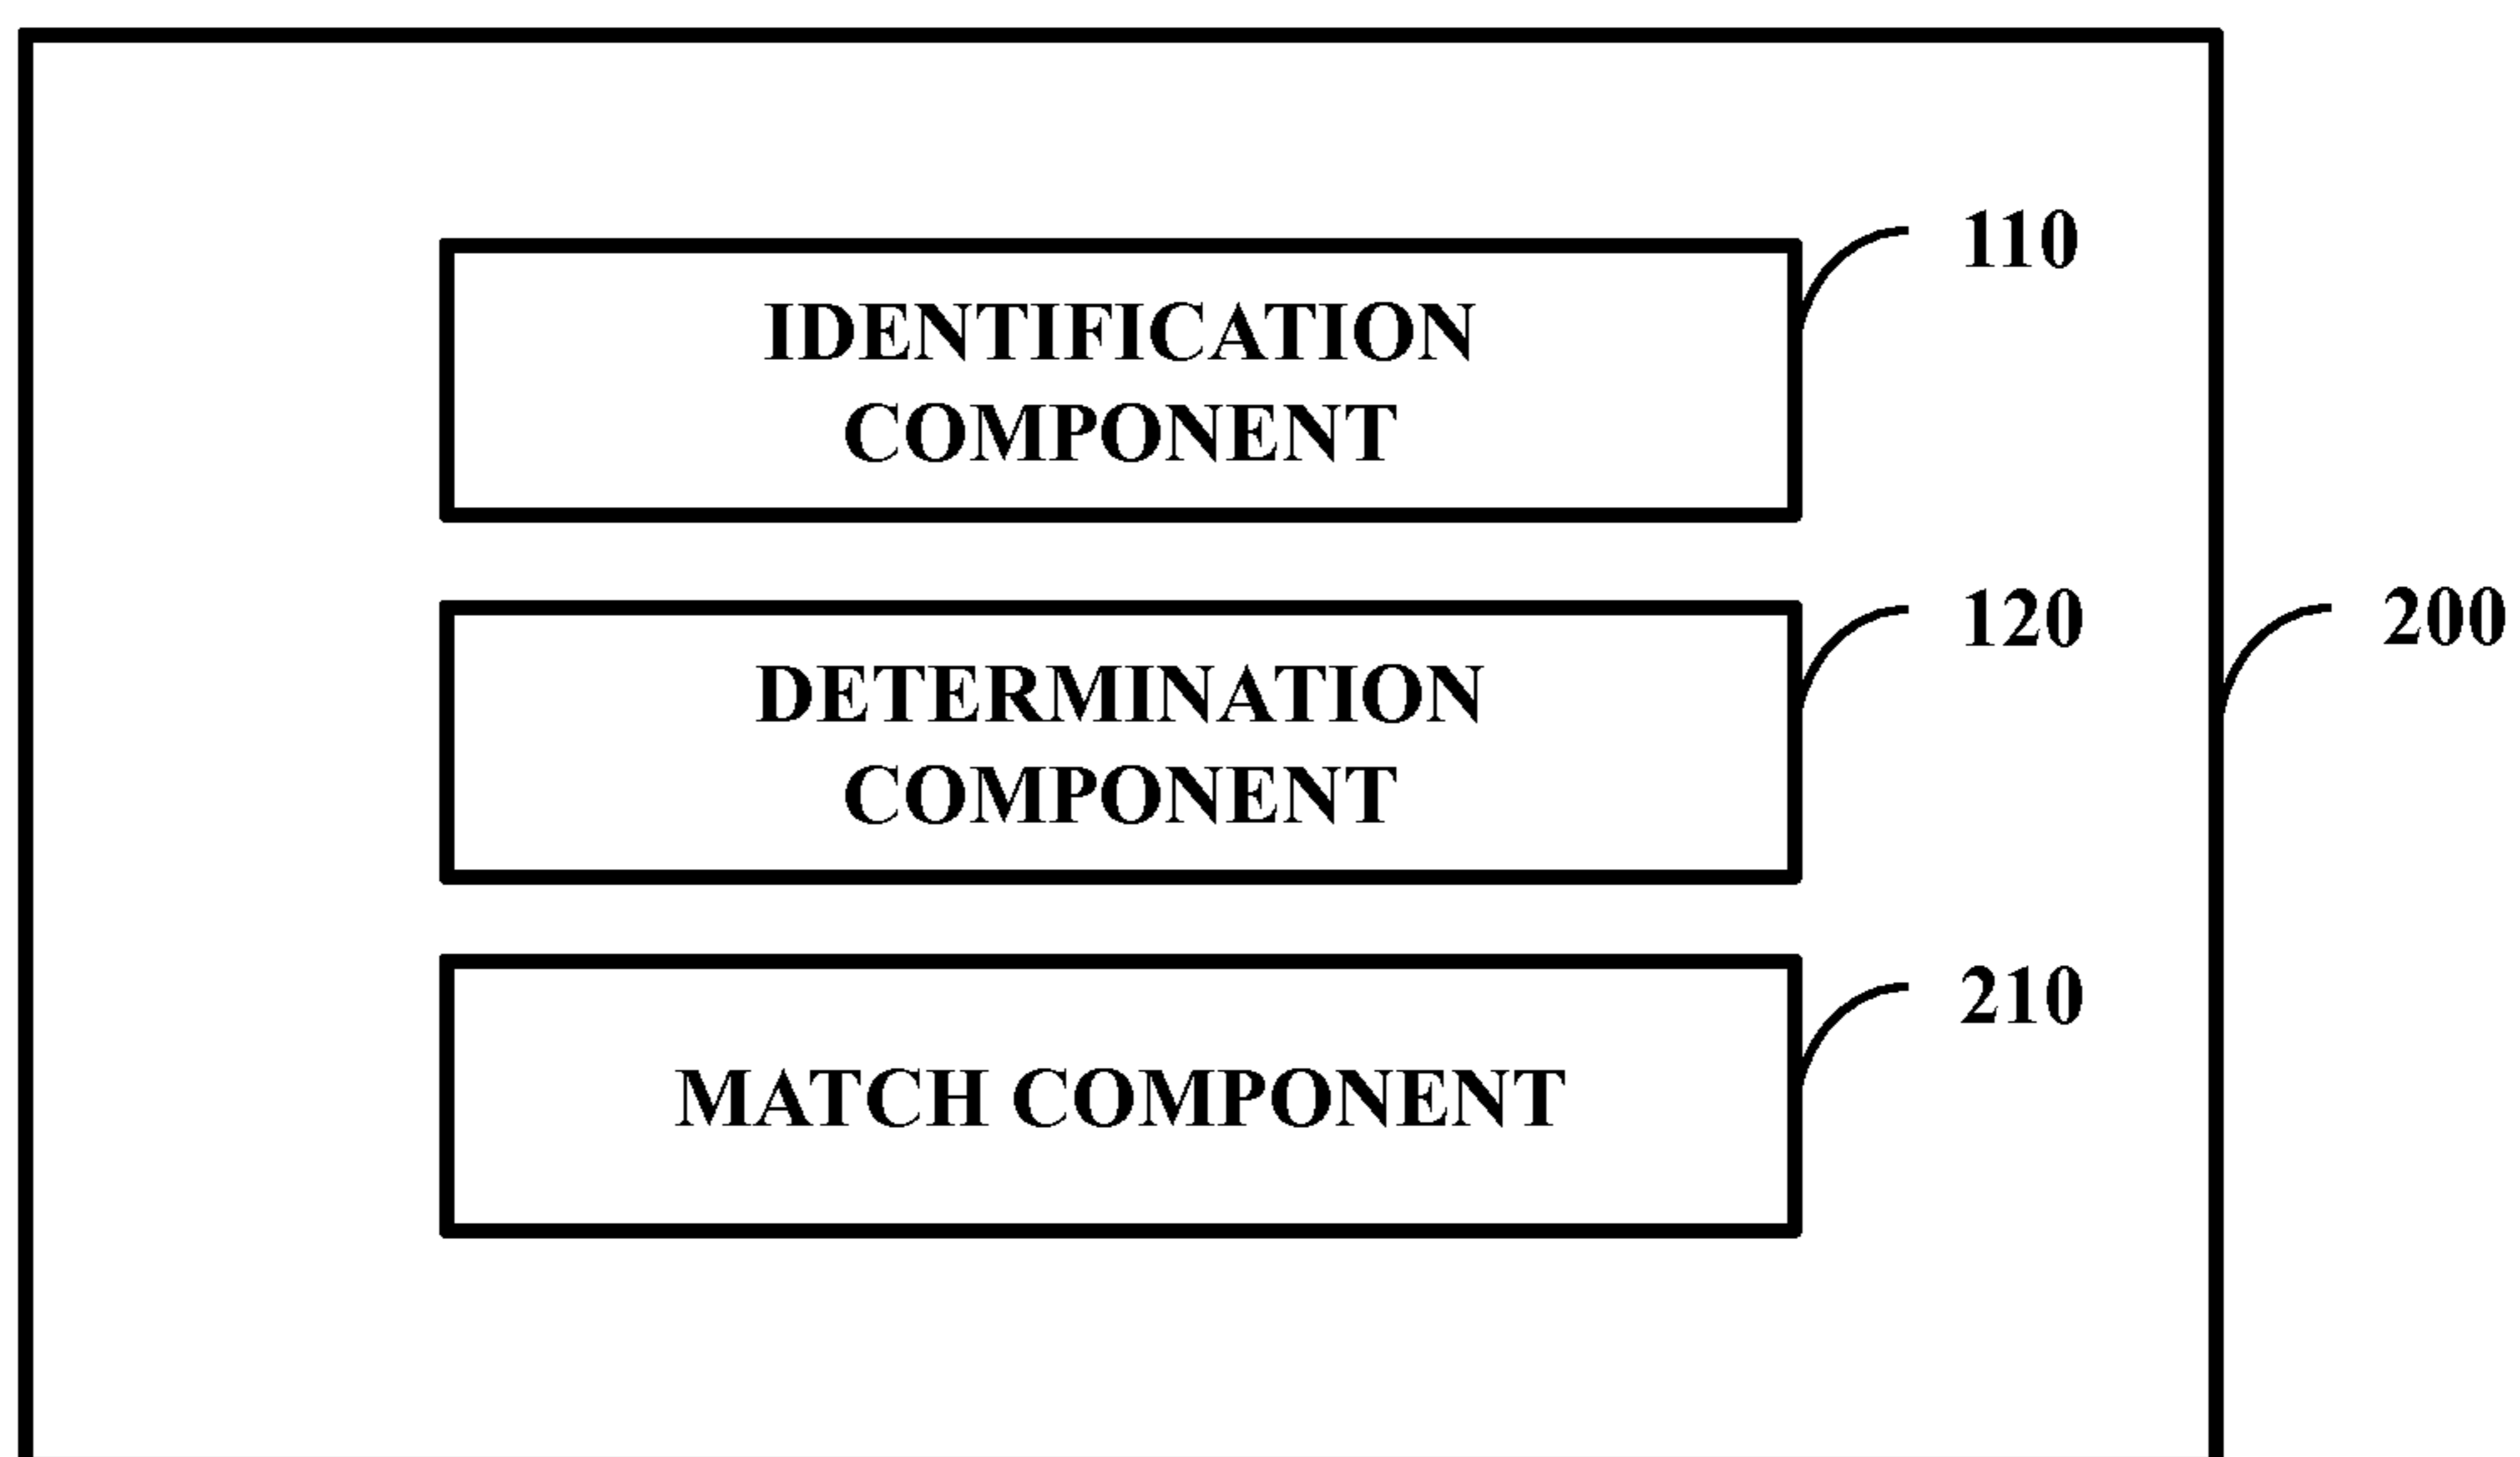 110
IDENTIFICATION
COMPONENT
120
200
DETERMINATION
COMPONENT
210
MATCH COMPONENT